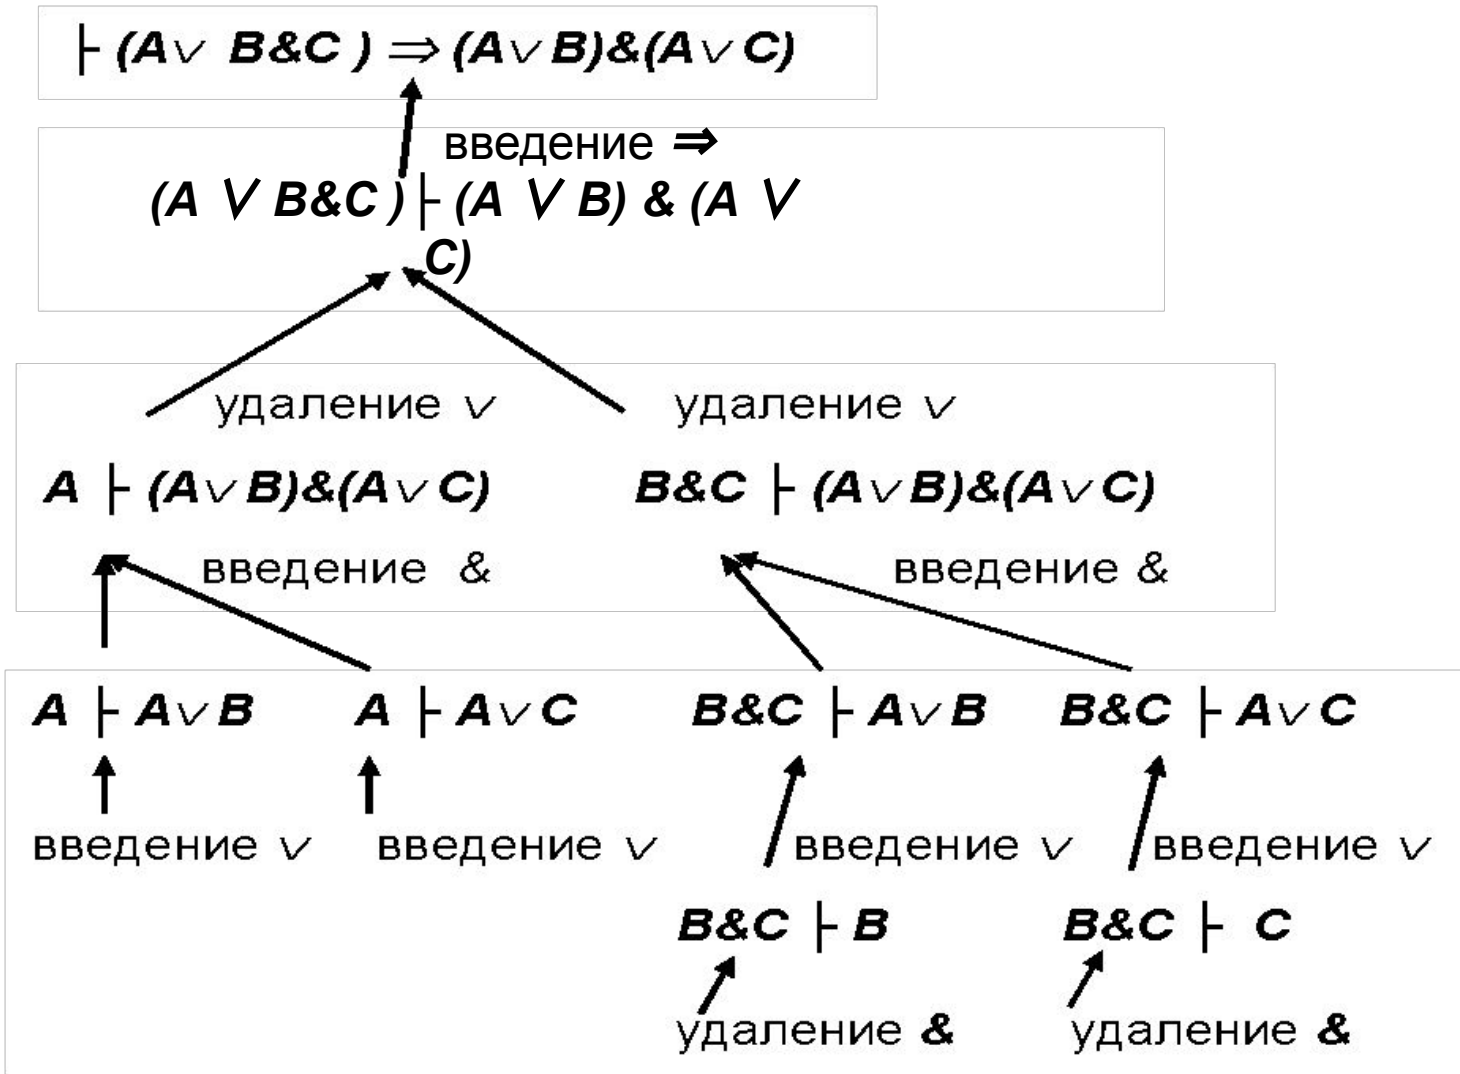 ├ (A∨ B&C ) ⇒ (A∨B)&(A∨C)
введение ⇒
(A ∨ B&C ) ├ (A ∨ B) & (A ∨
C)
удаление ∨ удаление ∨
A ├ (A∨B)&(A∨C) B&C ├ (A∨B)&(A∨C)
введение & введение &
A ├ A∨B A ├ A∨C B&C ├ A∨B B&C ├ A∨C
введение ∨ введение ∨ введение ∨ введение ∨
B&C ├ B B&C ├ C
удаление & удаление &